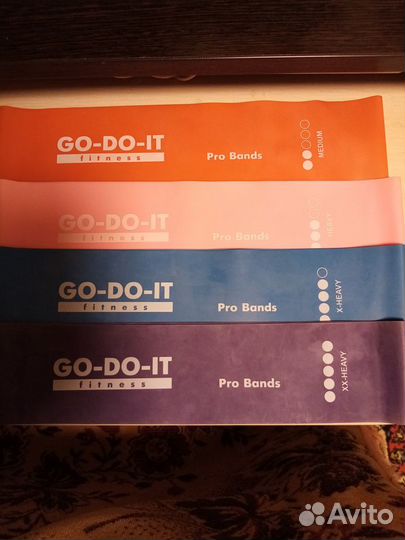 GO-DO-IT
fitness
Pro Bands
MEDIUM
GO-DO-IT
fitness
Pro Bands
HEAVY
GO-DO-IT
fitness
Pro Bands
X-HEAVY
GO-DO-IT
fitness
Pro Bands
XX-HEAVY
Avito